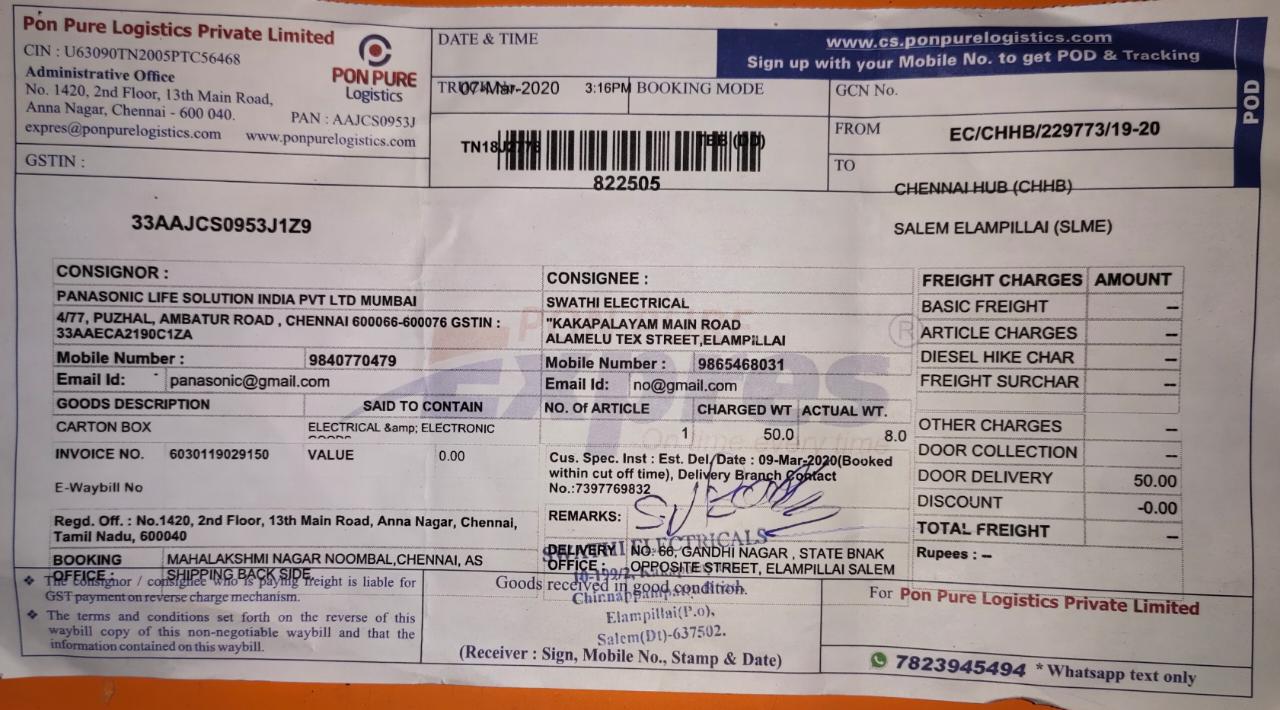 Pon Pure Logistics Private Limited
CIN : U63090TN2005PTC56468
Administrative Office
No. 1420, 2nd Floor, 13th Main Road,
Anna Nagar, Chennai - 600 040.
PAN : AAJCS0953J
expres@ponpurelogistics.com www.ponpurelogistics.com
PON PURE
Logistics
GSTIN :
33AAJCS0953J1Z9
DATE & TIME
07-Mar-2020 3:16PM
BOOKING MODE
TN18J2778
TBB (DD)
822505
www.cs.ponpurelogistics.com
Sign up with your Mobile No. to get POD & Tracking
POD
GCN No.
FROM EC/CHHB/229773/19-20
TO
CHENNAI HUB (CHHB)
SALEM ELAMPILLAI (SLME)
CONSIGNOR :
PANASONIC LIFE SOLUTION INDIA PVT LTD MUMBAI
4/77, PUZHAL, AMBATUR ROAD , CHENNAI 600066-600076 GSTIN :
33AAECA2190C1ZA
Mobile Number : 9840770479
Email Id: panasonic@gmail.com
GOODS DESCRIPTION SAID TO CONTAIN
CARTON BOX ELECTRICAL &amp; ELECTRONIC
INVOICE NO. 6030119029150 VALUE 0.00
E-Waybill No
Regd. Off. : No.1420, 2nd Floor, 13th Main Road, Anna Nagar, Chennai,
Tamil Nadu, 600040
BOOKING OFFICE : MAHALAKSHMI NAGAR NOOMBAL,CHENNAI, AS
SHIPPING BACK SIDE
CONSIGNEE :
SWATHI ELECTRICAL
"KAKAPALAYAM MAIN ROAD
ALAMELU TEX STREET,ELAMPILLAI
Mobile Number : 9865468031
Email Id: no@gmail.com
NO. Of ARTICLE CHARGED WT ACTUAL WT.
1 50.0 8.0
Cus. Spec. Inst : Est. Del/Date : 09-Mar-2020(Booked
within cut off time), Delivery Branch Contact
No.:7397769832
REMARKS:
DELIVERY OFFICE : NO. 66, GANDHI NAGAR , STATE BNAK
OPPOSITE STREET, ELAMPILLAI SALEM
FREIGHT CHARGES AMOUNT
BASIC FREIGHT --
ARTICLE CHARGES --
DIESEL HIKE CHAR --
FREIGHT SURCHAR --
OTHER CHARGES --
DOOR COLLECTION --
DOOR DELIVERY 50.00
DISCOUNT -0.00
TOTAL FREIGHT --
Rupees : --
PON PURE
Expres ®
On time every time
❖ The consignor / consignee who is paying freight is liable for
GST payment on reverse charge mechanism.
❖ The terms and conditions set forth on the reverse of this
waybill copy of this non-negotiable waybill and that the
information contained on this waybill.
Goods received in good condition.
SWATHI ELECTRICALS
Elampillai(P.o),
Salem(Dt)-637502.
(Receiver : Sign, Mobile No., Stamp & Date)
For Pon Pure Logistics Private Limited
7823945494 * Whatsapp text only